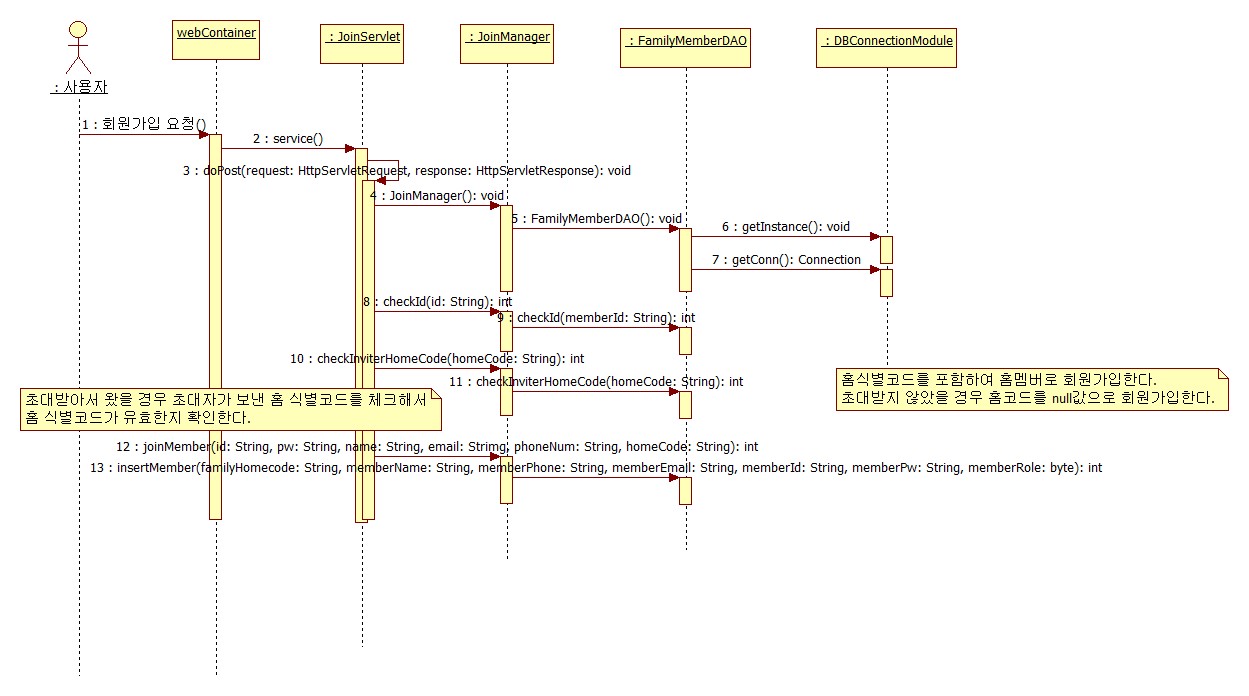 webContainer
: JoinServlet
: JoinManager
: FamilyMemberDAO
: DBConnectionModule
: 사용자
1 : 회원가입 요청()
2 : service()
3 : doPost(request: HttpServletRequest, response: HttpServletResponse): void
4 : JoinManager(): void
5 : FamilyMemberDAO(): void
6 : getInstance(): void
7 : getConn(): Connection
8 : checkId(id: String): int
9 : checkId(memberId: String): int
10 : checkInviterHomeCode(homeCode: String): int
11 : checkInviterHomeCode(homeCode: String): int
홈식별코드를 포함하여 홈멤버로 회원가입한다.
초대받지 않았을 경우 홈코드를 null값으로 회원가입한다.
초대받아서 왔을 경우 초대자가 보낸 홈 식별코드를 체크해서
홈 식별코드가 유효한지 확인한다.
12 : joinMember(id: String, pw: String, name: String, email: Strimg, phoneNum: String, homeCode: String): int
13 : insertMember(familyHomecode: String, memberName: String, memberPhone: String, memberEmail: String, memberId: String, memberPw: String, memberRole: byte): int